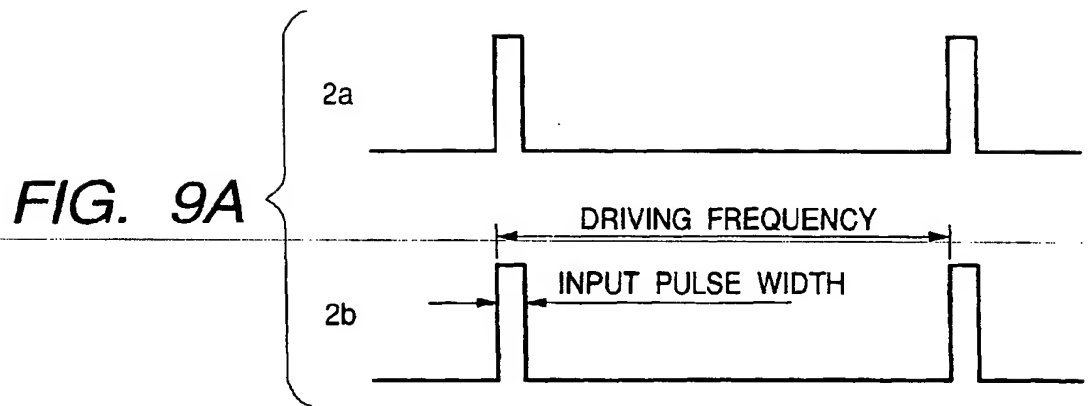 2a
FIG. 9A
DRIVING FREQUENCY
INPUT PULSE WIDTH
2b